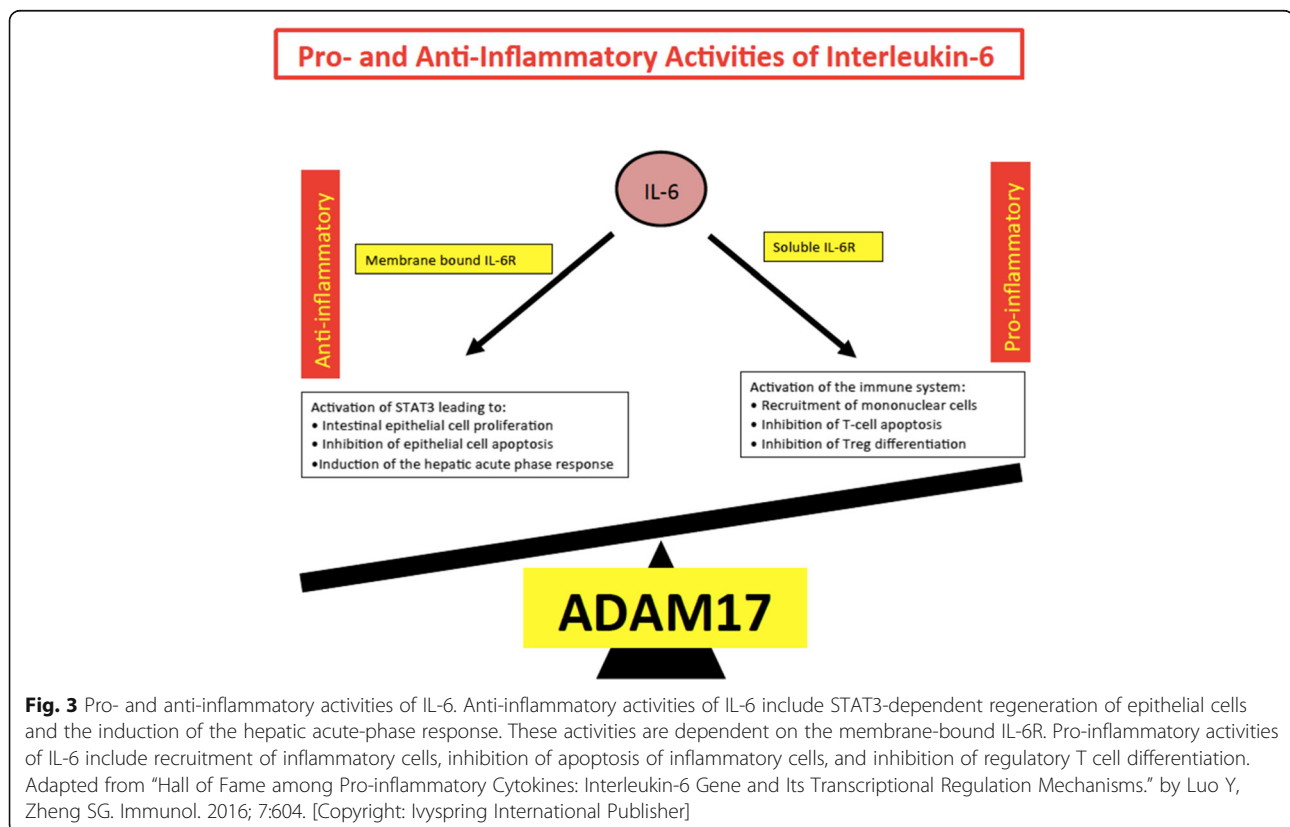 Pro- and Anti-Inflammatory Activities of Interleukin-6
IL-6
Anti-inflammatory
Pro-inflammatory
Membrane bound IL-6R
Soluble IL-6R
Activation of STAT3 leading to:
• Intestinal epithelial cell proliferation
• Inhibition of epithelial cell apoptosis
•Induction of the hepatic acute phase response
Activation of the immune system:
• Recruitment of mononuclear cells
• Inhibition of T-cell apoptosis
• Inhibition of Treg differentiation
ADAM17
Fig. 3 Pro- and anti-inflammatory activities of IL-6. Anti-inflammatory activities of IL-6 include STAT3-dependent regeneration of epithelial cells
and the induction of the hepatic acute-phase response. These activities are dependent on the membrane-bound IL-6R. Pro-inflammatory activities
of IL-6 include recruitment of inflammatory cells, inhibition of apoptosis of inflammatory cells, and inhibition of regulatory T cell differentiation.
Adapted from “Hall of Fame among Pro-inflammatory Cytokines: Interleukin-6 Gene and Its Transcriptional Regulation Mechanisms.” by Luo Y,
Zheng SG. Immunol. 2016; 7:604. [Copyright: Ivyspring International Publisher]